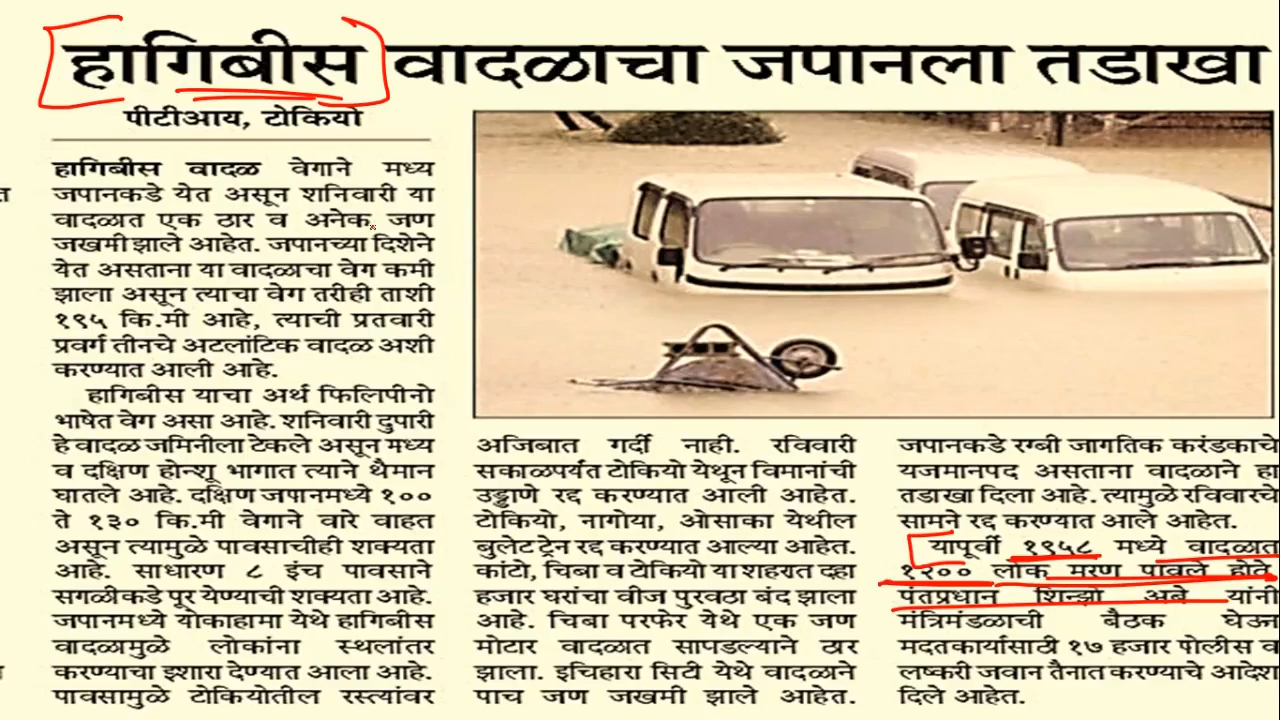 हागिबीस वादळाचा जपानला तडाखा
पीटीआय, टोकियो
हागिबीस वादळ वेगाने मध्य
जपानकडे येत असून शनिवारी या
वादळात एक ठार व अनेक जण
जखमी झाले आहेत. जपानच्या दिशेने
येत असताना या वादळाचा वेग कमी
झाला असून त्याचा वेग तरीही ताशी
१९५ कि.मी आहे, त्याची प्रतवारी
प्रवर्ग तीनचे अटलांटिक वादळ अशी
करण्यात आली आहे.
हागिबीस याचा अर्थ फिलिपीनो
भाषेत वेग असा आहे. शनिवारी दुपारी
हे वादळ जमिनीला टेकले असून मध्य
व दक्षिण होन्शू भागात त्याने थैमान
घातले आहे. दक्षिण जपानमध्ये १००
ते १३० कि.मी वेगाने वारे वाहत
असून त्यामुळे पावसाचीही शक्यता
आहे. साधारण ८ इंच पावसाने
सगळीकडे पूर येण्याची शक्यता आहे.
जपानमध्ये योकाहामा येथे हागिबीस
वादळामुळे लोकांना स्थलांतर
करण्याचा इशारा देण्यात आला आहे.
पावसामुळे टोकियोतील रस्त्यांवर
अजिबात गर्दी नाही. रविवारी
सकाळपर्यंत टोकियो येथून विमानांची
उड्डाणे रद्द करण्यात आली आहेत.
टोकियो, नागोया, ओसाका येथील
बुलेट ट्रेन रद्द करण्यात आल्या आहेत.
कांटो, चिबा व टोकियो या शहरात दहा
हजार घरांचा वीज पुरवठा बंद झाला
आहे. चिबा परफेर येथे एक जण
मोटार वादळात सापडल्याने ठार
झाला. इचिहारा सिटी येथे वादळाने
पाच जण जखमी झाले आहेत.
जपानकडे रग्बी जागतिक करंडकाचे
यजमानपद असताना वादळाने हा
तडाखा दिला आहे. त्यामुळे रविवारचे
सामने रद्द करण्यात आले आहेत.
यापूर्वी १९५८ मध्ये वादळात
१२०० लोक मरण पावले होते.
पंतप्रधान शिन्झो अबे यांनी
मंत्रिमंडळाची बैठक घेऊन
मदतकार्यासाठी १७ हजार पोलीस व
लष्करी जवान तैनात करण्याचे आदेश
दिले आहेत.